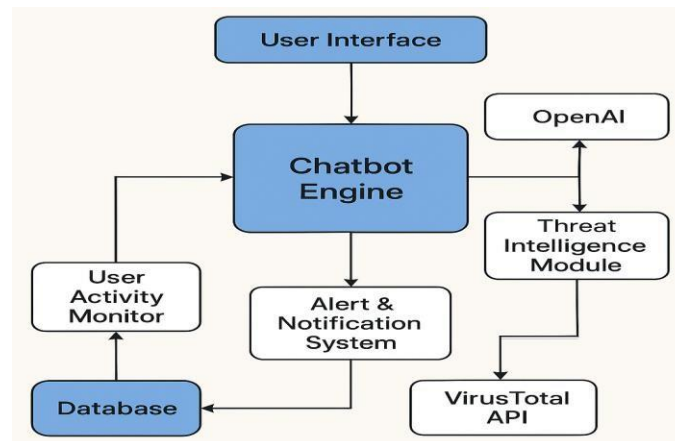 User Interface
OpenAI
Chatbot
Engine
Threat
Intelligence
Module
User
Activity
Monitor
Alert &
Notification
System
Database
VirusTotal
API